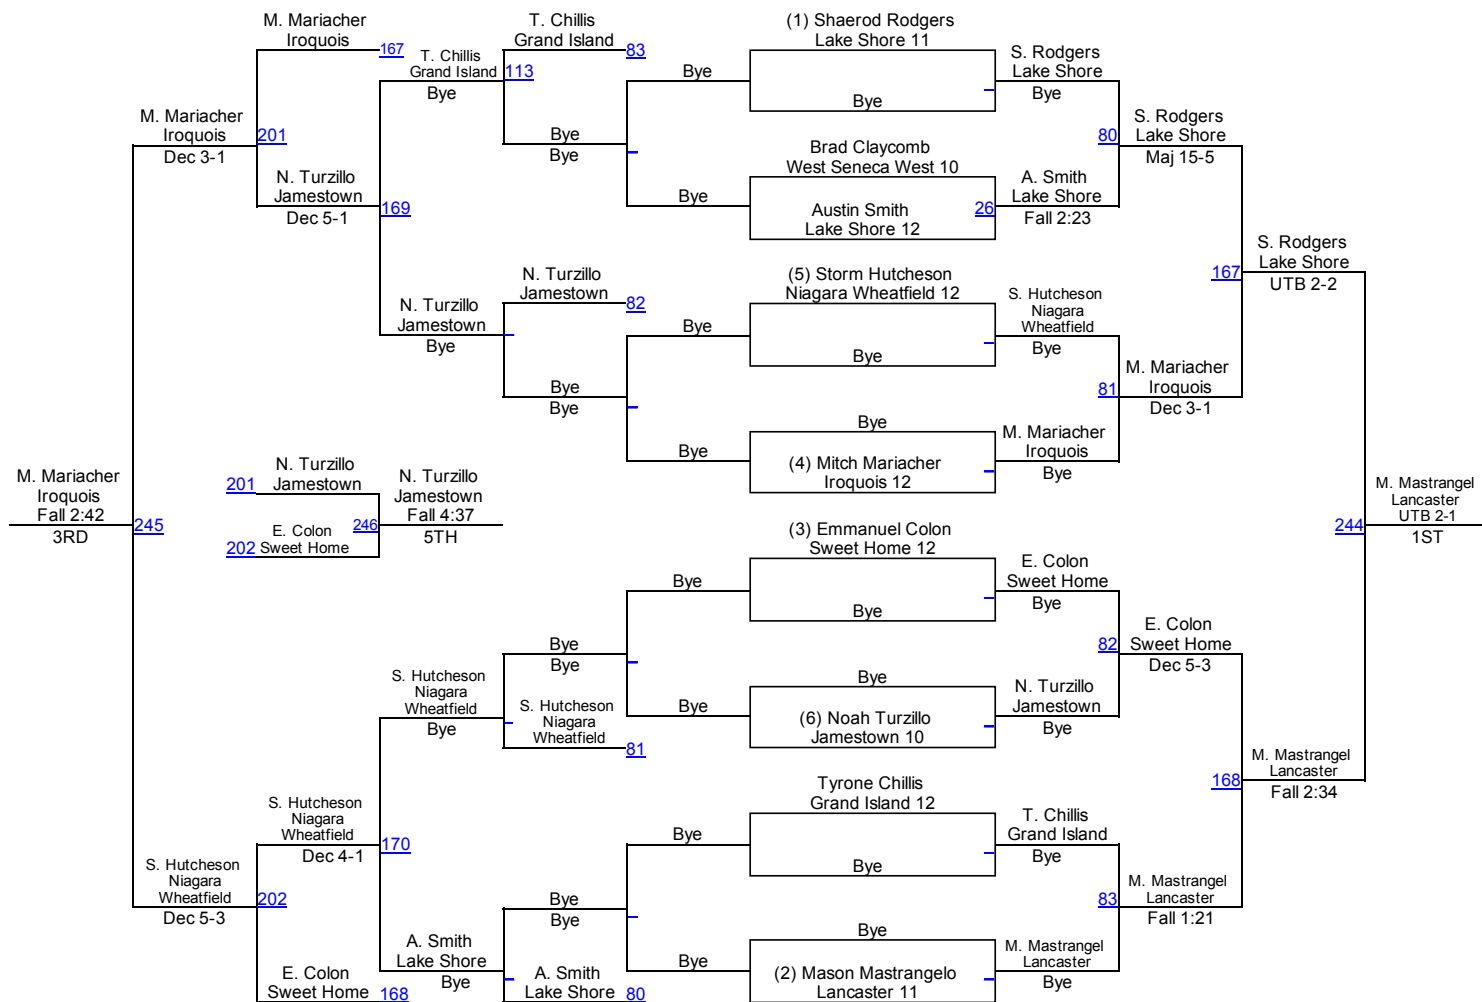 M. Mariacher
Iroquois
167
T. Chillis
Grand Island
83
(1) Shaerod Rodgers
Lake Shore 11
T. Chillis
Grand Island
113
Bye
Bye
Bye
S. Rodgers
Lake Shore
Bye
M. Mariacher
Iroquois
201
Dec 3-1
Bye
Bye
Brad Claycomb
West Seneca West 10
80
S. Rodgers
Lake Shore
Maj 15-5
N. Turzillo
Jamestown
Dec 5-1
169
Bye
Austin Smith
Lake Shore 12
26
A. Smith
Lake Shore
Fall 2:23
N. Turzillo
Jamestown
82
(5) Storm Hutcheson
Niagara Wheatfield 12
167
S. Rodgers
Lake Shore
UTB 2-2
N. Turzillo
Jamestown
Bye
Bye
Bye
S. Hutcheson
Niagara
Wheatfield
Bye
Bye
Bye
81
M. Mariacher
Iroquois
Dec 3-1
Bye
Bye
(4) Mitch Mariacher
Iroquois 12
M. Mariacher
Iroquois
Bye
M. Mariacher
Iroquois
Fall 2:42
3RD
245
201
N. Turzillo
Jamestown
202
E. Colon
Sweet Home
246
N. Turzillo
Jamestown
Fall 4:37
5TH
244
M. Mastrangel
Lancaster
UTB 2-1
1ST
(3) Emmanuel Colon
Sweet Home 12
Bye
Bye
E. Colon
Sweet Home
Bye
Bye
Bye
82
E. Colon
Sweet Home
Dec 5-3
S. Hutcheson
Niagara
Wheatfield
Bye
S. Hutcheson
Niagara
Wheatfield
81
Bye
Bye
(6) Noah Turzillo
Jamestown 10
N. Turzillo
Jamestown
Bye
168
M. Mastrangel
Lancaster
Fall 2:34
S. Hutcheson
Niagara
Wheatfield
Dec 4-1
170
Bye
Tyrone Chillis
Grand Island 12
Bye
T. Chillis
Grand Island
Bye
S. Hutcheson
Niagara
Wheatfield
Dec 5-3
202
Bye
Bye
83
M. Mastrangel
Lancaster
Fall 1:21
A. Smith
Lake Shore
Bye
Bye
Bye
(2) Mason Mastrangelo
Lancaster 11
M. Mastrangel
Lancaster
Bye
E. Colon
Sweet Home
168
A. Smith
Lake Shore
80